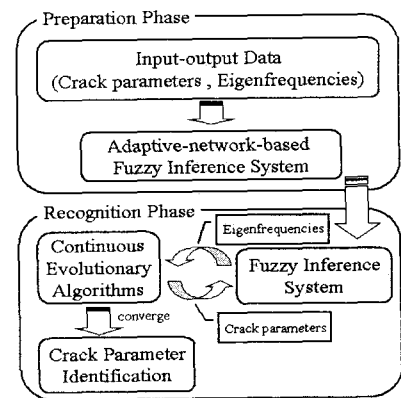 Preparation Phase
Input-output Data
(Crack parameters , Eigenfrequencies)
Adaptive-network-based
Fuzzy Inference System
Recognition Phase
Eigenfrequencies
Continuous
Evolutionary
Algorithms
Fuzzy Inference
System
converge
Crack parameters
Crack Parameter
Identification